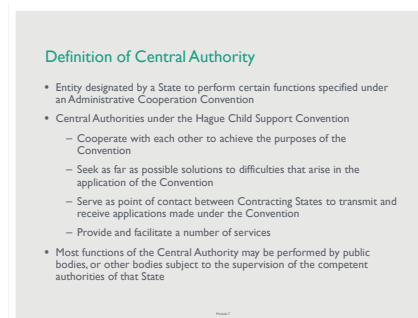 Definition of Central Authority
• Entity designated by a State to perform certain functions specified under
an Administrative Cooperation Convention
• Central Authorities under the Hague Child Support Convention
– Cooperate with each other to achieve the purposes of the
Convention
– Seek as far as possible solutions to difficulties that arise in the
application of the Convention
– Serve as point of contact between Contracting States to transmit and
receive applications made under the Convention
– Provide and facilitate a number of services
• Most functions of the Central Authority may be performed by public
bodies, or other bodies subject to the supervision of the competent
authorities of that State